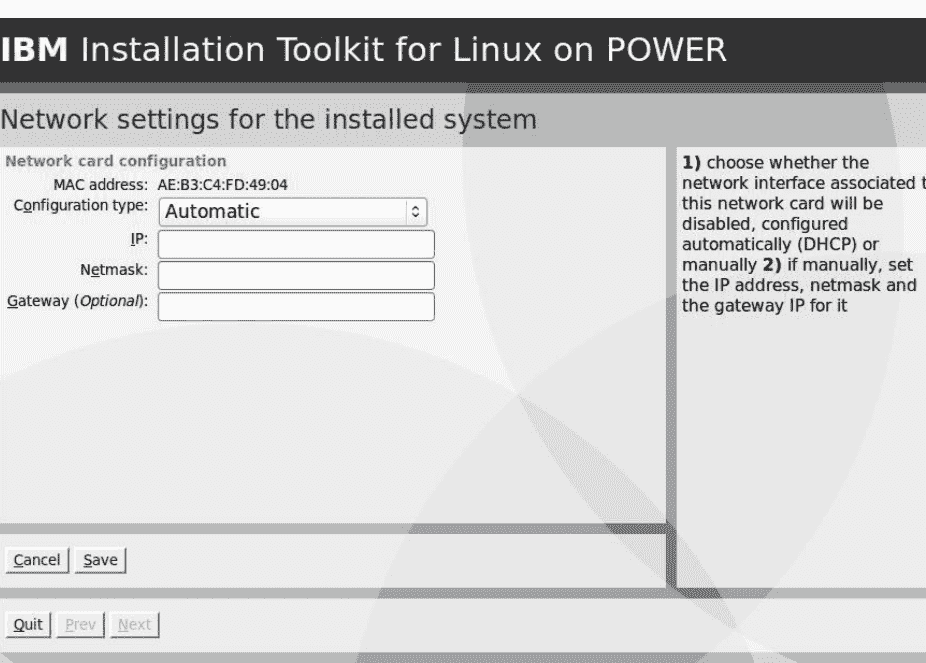 IBM Installation Toolkit for Linux on POWER
Network settings for the installed system
Network card configuration
MAC address: AE:B3:C4:FD:49:04
Configuration type: Automatic
IP:
Netmask:
Gateway (Optional):
1) choose whether the
network interface associated t
this network card will be
disabled, configured
automatically (DHCP) or
manually 2) if manually, set
the IP address, netmask and
the gateway IP for it
Cancel Save
Quit Prev Next